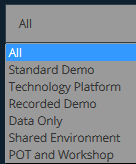 All
All
Standard Demo
Technology Platform
Recorded Demo
Data Only
Shared Environment
POT and Workshop